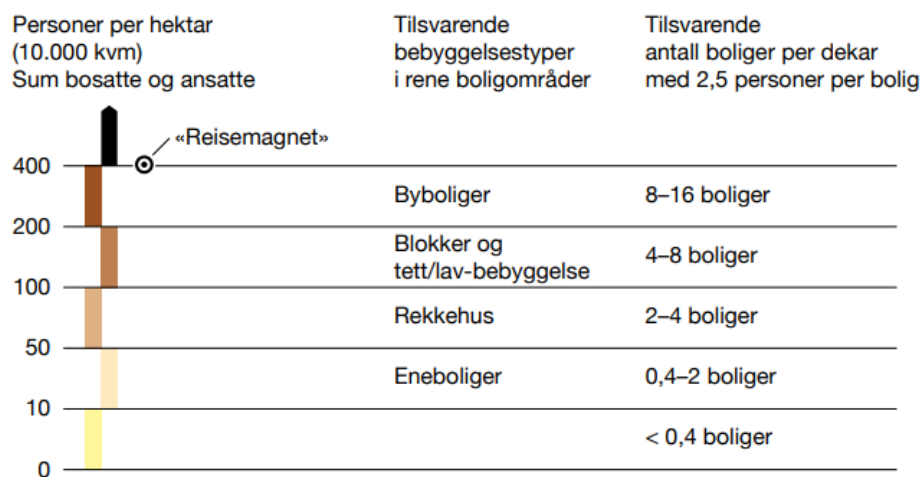 Personer per hektar
(10.000 kvm)
Sum bosatte og ansatte
Tilsvarende
bebyggelsestyper
i rene boligområder
Tilsvarende
antall boliger per dekar
med 2,5 personer per bolig
«Reisemagnet»
400
Byboliger
8–16 boliger
200
Blokker og
tett/lav-bebyggelse
4–8 boliger
100
Rekkehus
2–4 boliger
50
Eneboliger
0,4–2 boliger
10
< 0,4 boliger
0